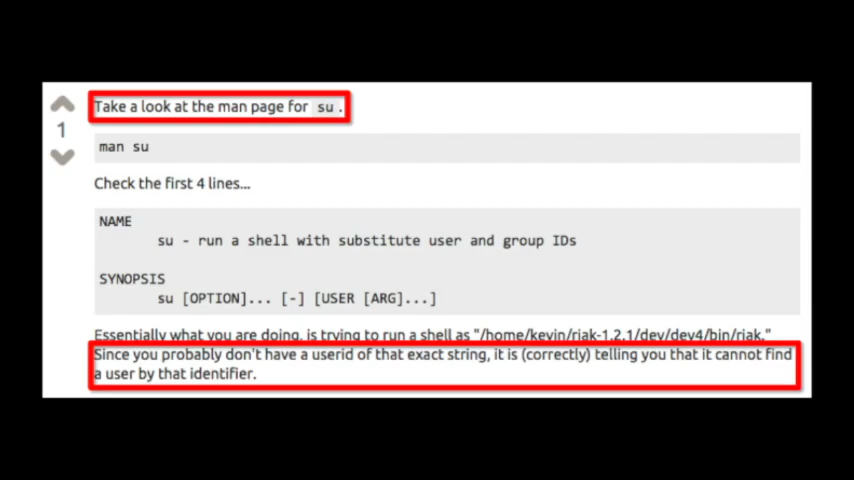 Take a look at the man page for su.
1
man su
Check the first 4 lines...
NAME
su - run a shell with substitute user and group IDs
SYNOPSIS
su [OPTION]... [-] [USER [ARG]...]
Essentially what you are doing, is trying to run a shell as "/home/kevin/riak-1.2.1/dev/dev4/bin/riak."
Since you probably don't have a userid of that exact string, it is (correctly) telling you that it cannot find
a user by that identifier.